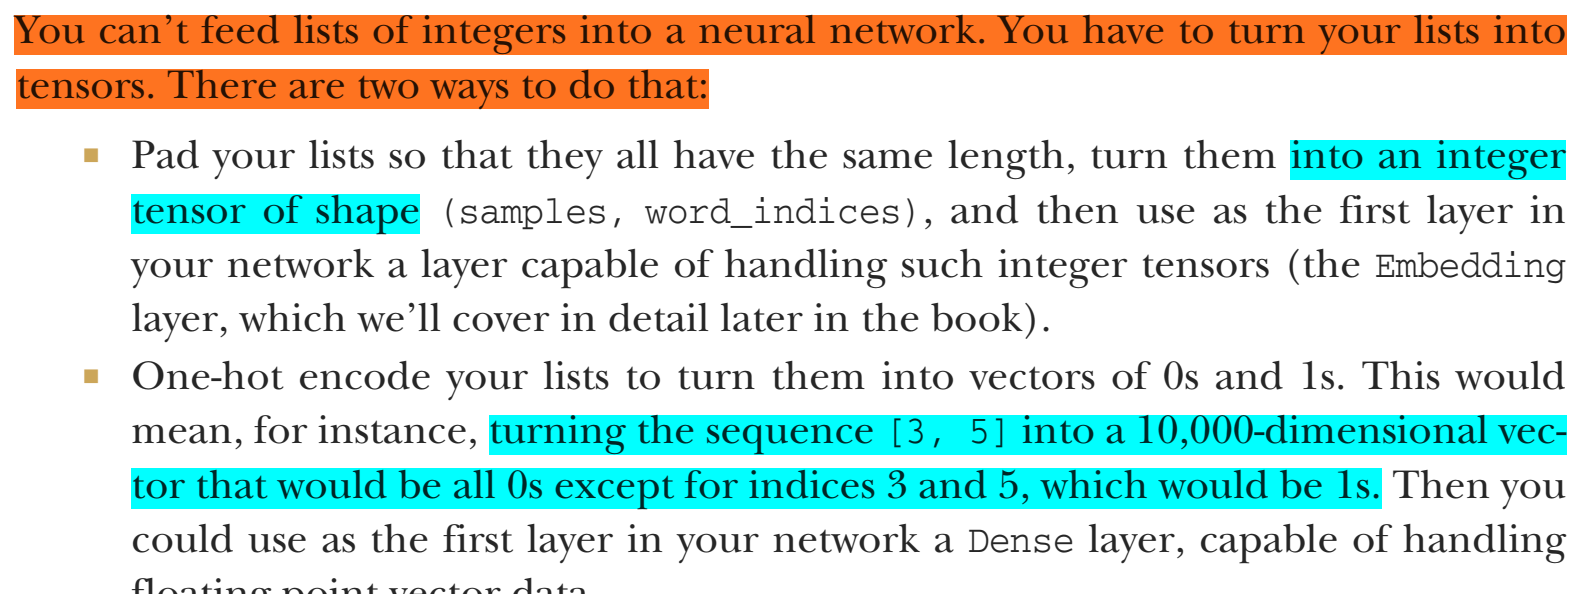 You can’t feed lists of integers into a neural network. You have to turn your lists into
tensors. There are two ways to do that:
■ Pad your lists so that they all have the same length, turn them into an integer
tensor of shape (samples, word_indices), and then use as the first layer in
your network a layer capable of handling such integer tensors (the Embedding
layer, which we’ll cover in detail later in the book).
■ One-hot encode your lists to turn them into vectors of 0s and 1s. This would
mean, for instance, turning the sequence [3, 5] into a 10,000-dimensional vec-
tor that would be all 0s except for indices 3 and 5, which would be 1s. Then you
could use as the first layer in your network a Dense layer, capable of handling
floating point vector data